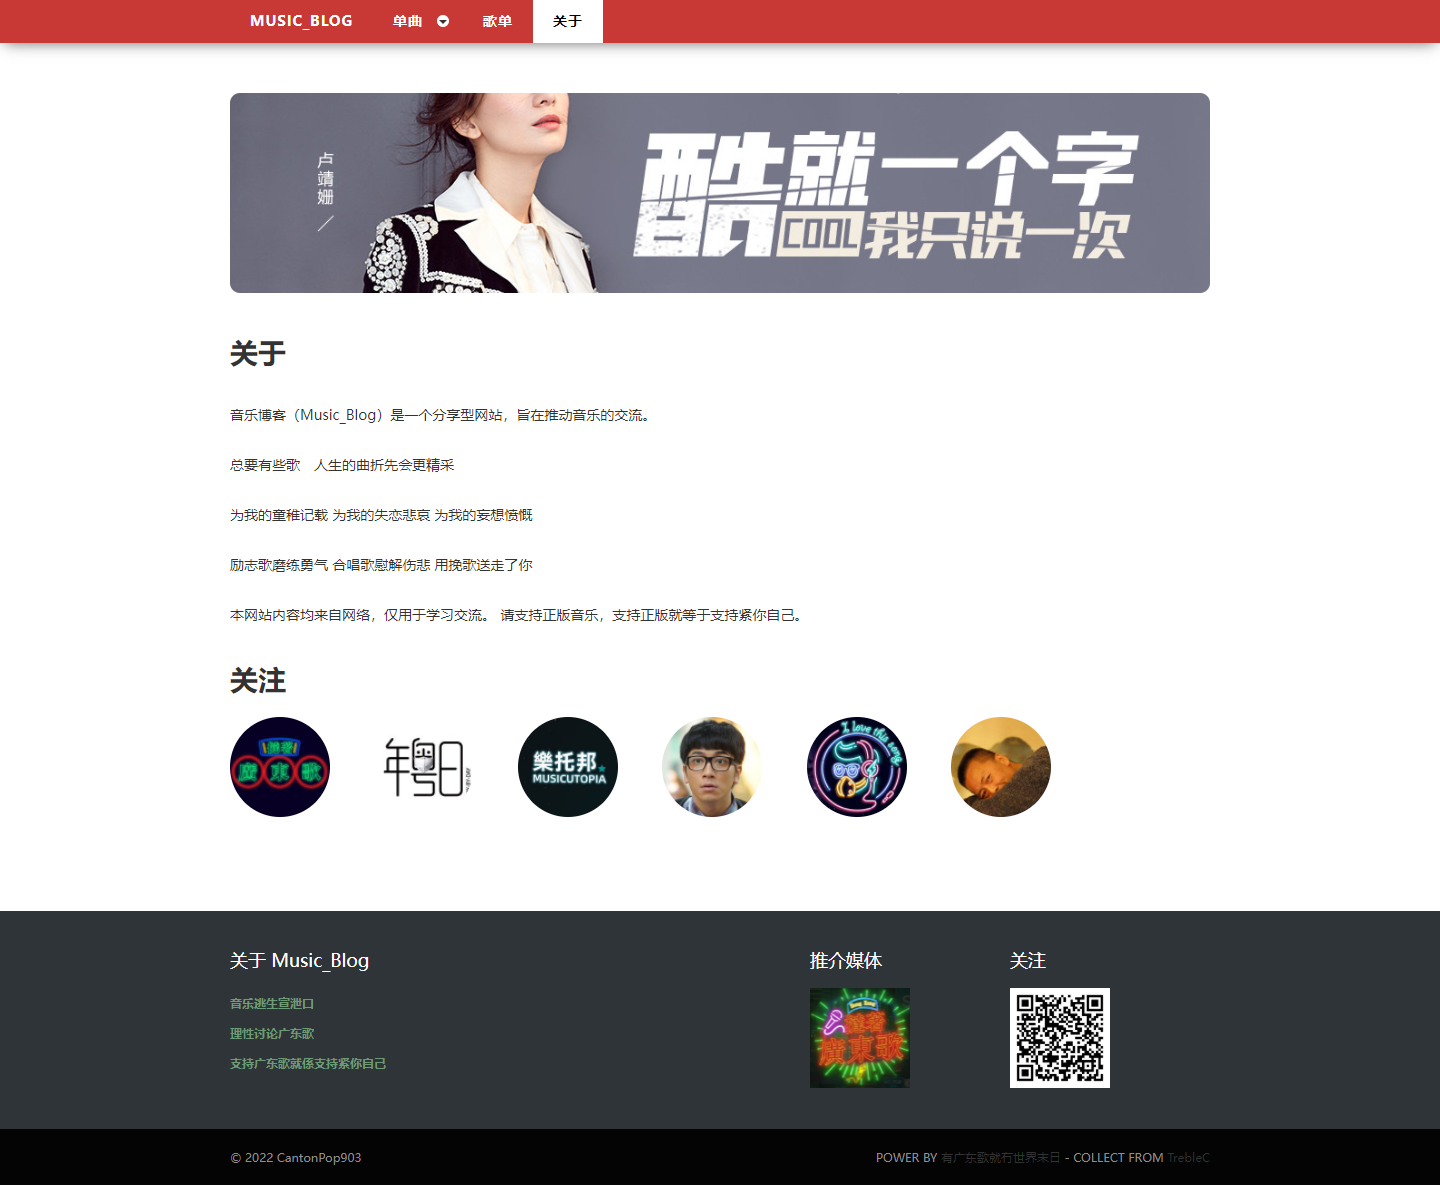 MUSIC_BLOG 单曲 歌单 关于
卢靖姗
酷就一个字
COOL 我只说一次
关于
音乐博客（Music_Blog）是一个分享型网站，旨在推动音乐的交流。
总要有些歌　人生的曲折先会更精采
为我的童稚记载 为我的失恋悲哀 为我的妄想愤慨
励志歌磨练勇气 合唱歌慰解伤悲 用挽歌送走了你
本网站内容均来自网络，仅用于学习交流。 请支持正版音乐，支持正版就等于支持紧你自己。
关注
廣東歌
年粤日
樂托邦
MUSICUTOPIA
I love this song
关于 Music_Blog 推介媒体 关注
音乐逃生宣泄口
理性讨论广东歌
支持广东歌就係支持紧你自己
廣東歌
© 2022 CantonPop903 POWER BY 有广东歌就冇世界末日 - COLLECT FROM TrebleC